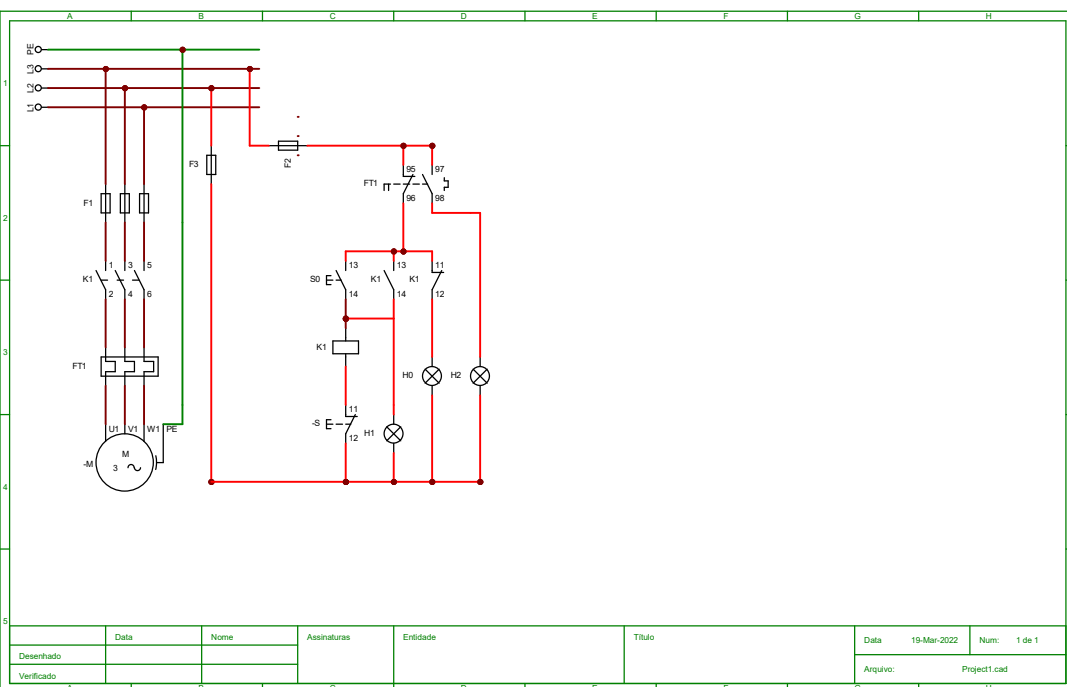 A B C D E F G H
PE
L3
L2
L1
1
F3
F2
95 97
FT1
96 98
F1
2
1 3 5
K1
2 4 6
13 13 11
S0 K1 K1
14 14 12
3
K1
FT1
H0 H2
11
-S
12
H1
U1 V1 W1 PE
M
3
-M
4
5
Data Nome Assinaturas Entidade Título
Data 19-Mar-2022 Num: 1 de 1
Desenhado
Verificado
Arquivo: Project1.cad